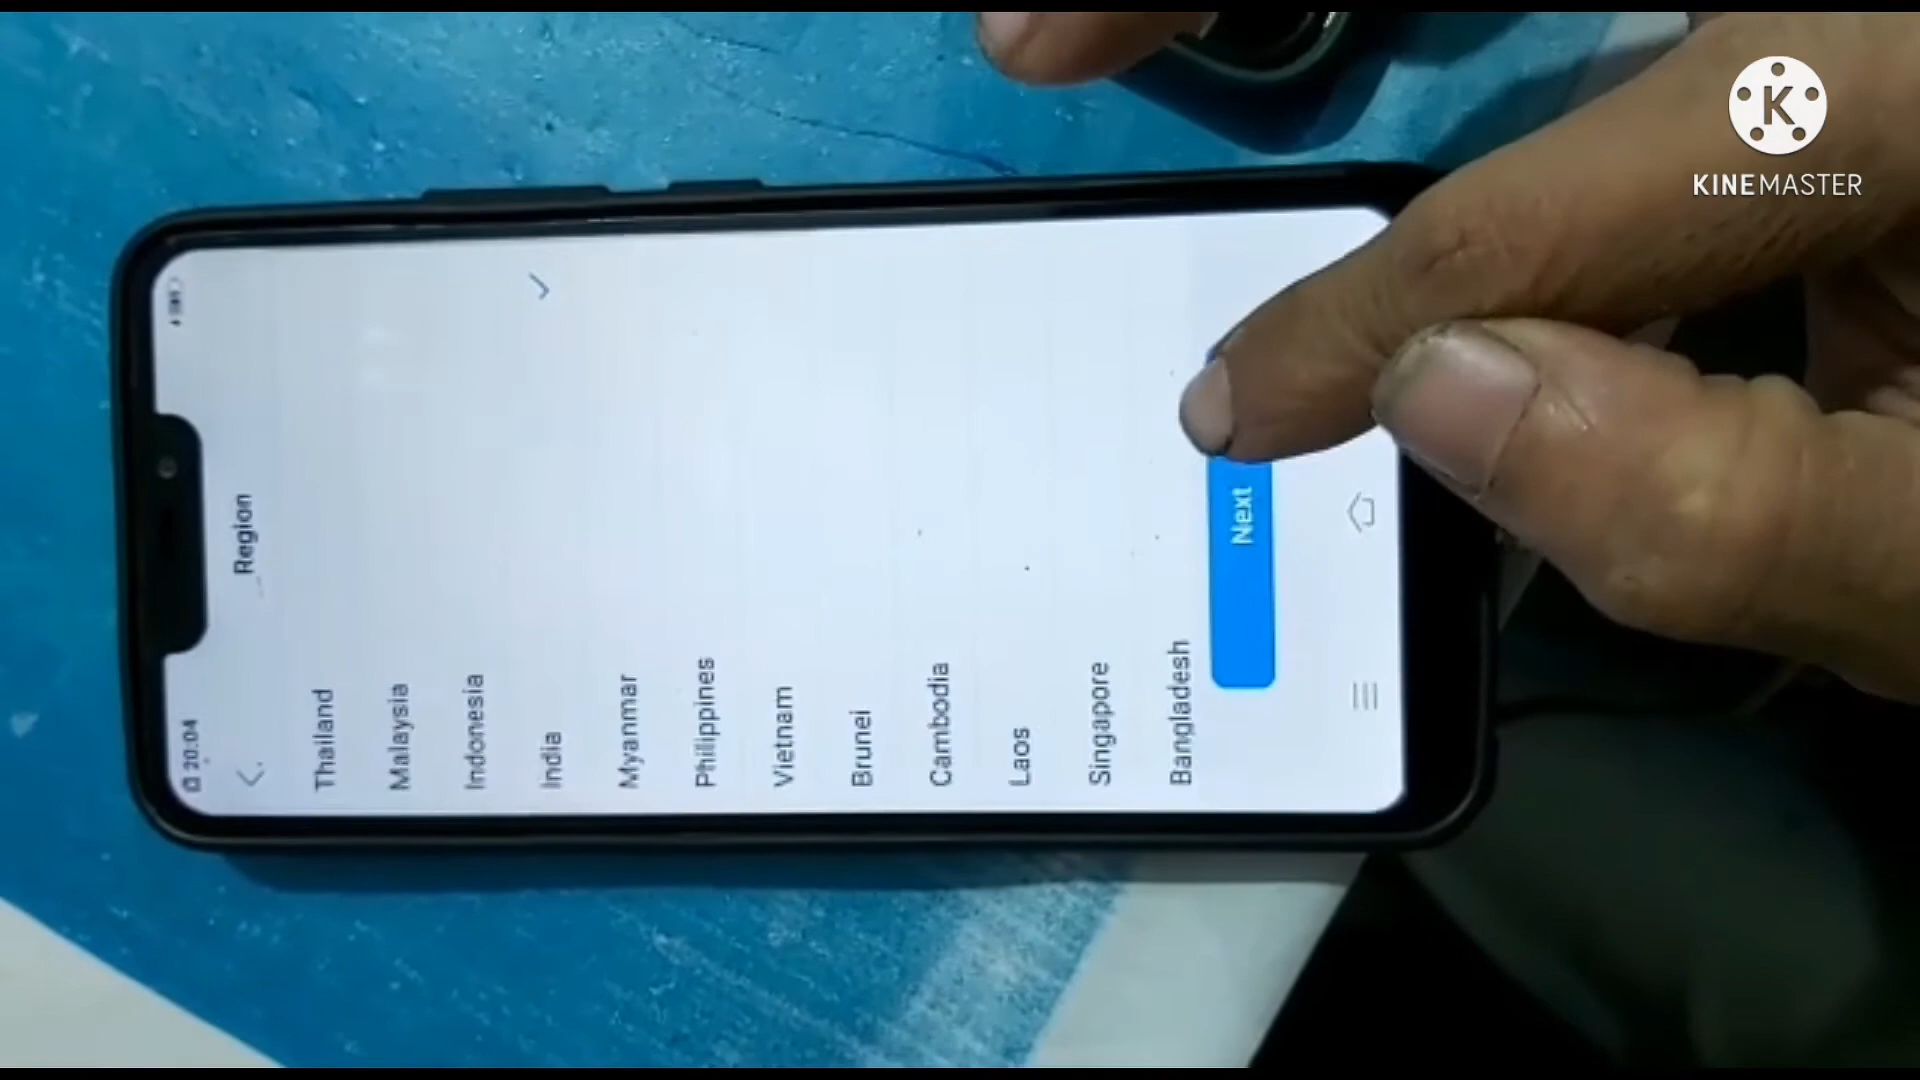 20:04
Region
Thailand
Malaysia
Indonesia
India
Myanmar
Philippines
Vietnam
Brunei
Cambodia
Laos
Singapore
Bangladesh
Next
K
KINEMASTER